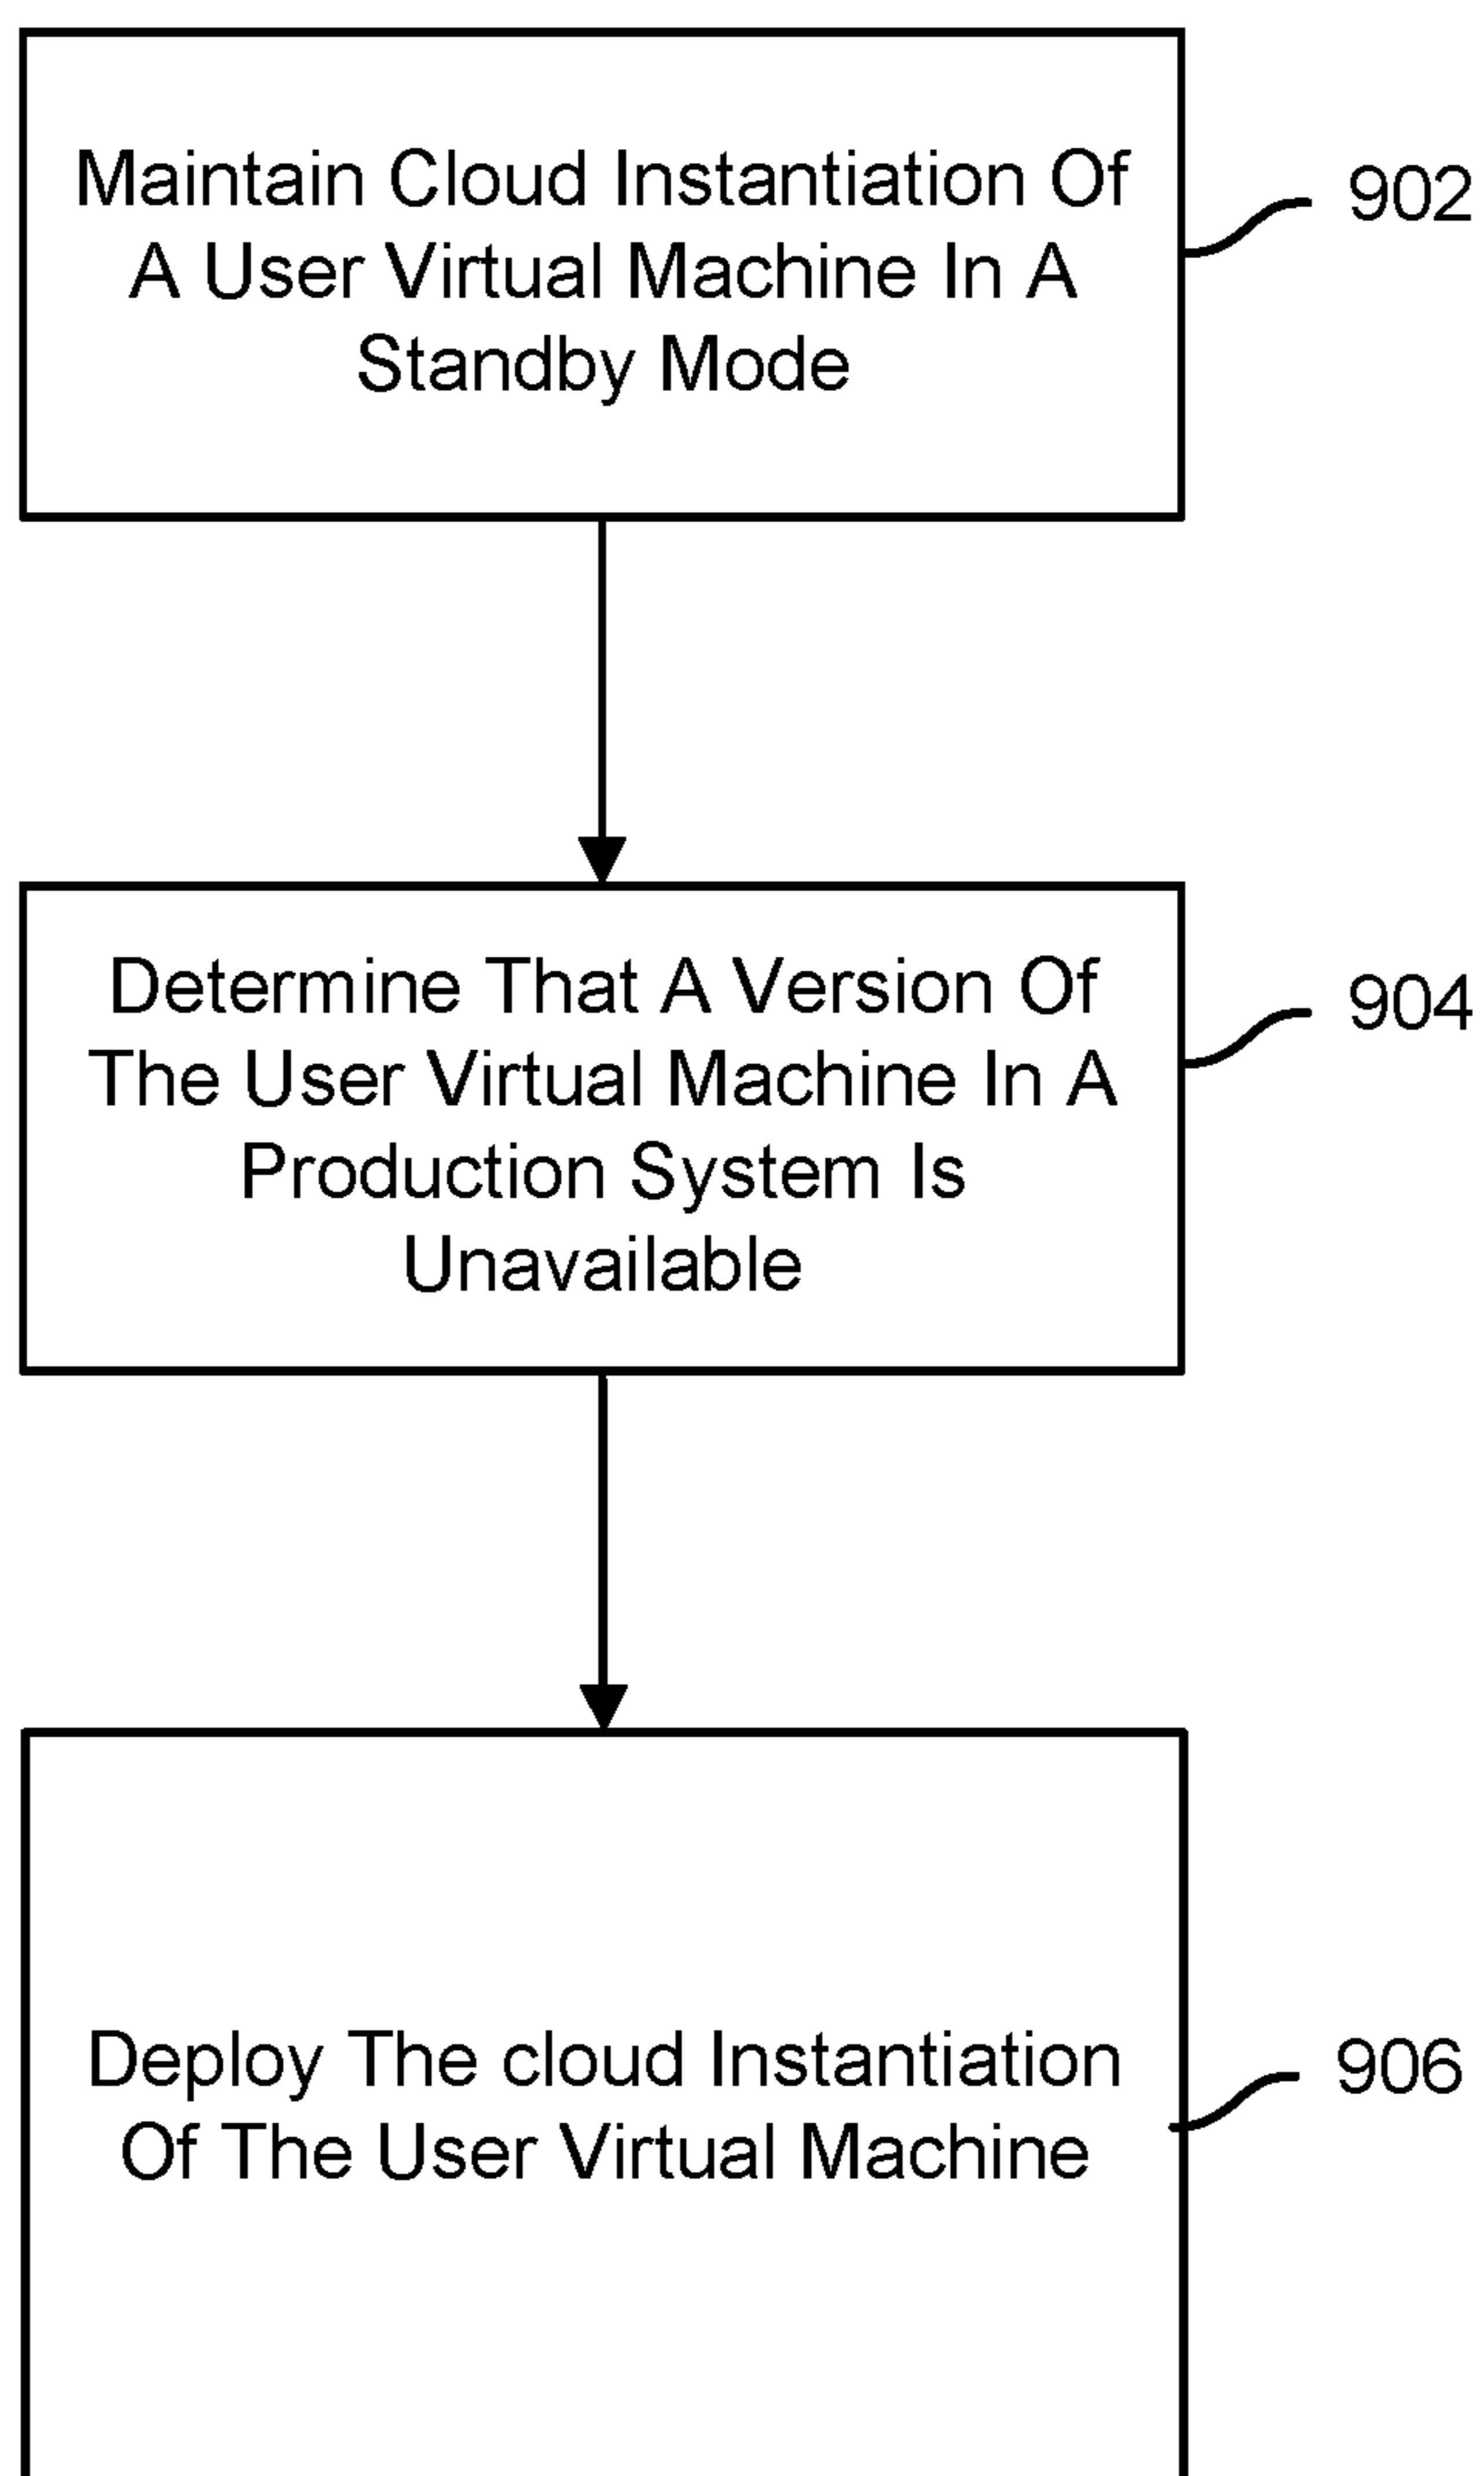 Maintain Cloud Instantiation Of
A User Virtual Machine In A
Standby Mode
902
Determine That A Version Of
The User Virtual Machine In A
Production System Is
Unavailable
904
Deploy The cloud Instantiation
Of The User Virtual Machine
906